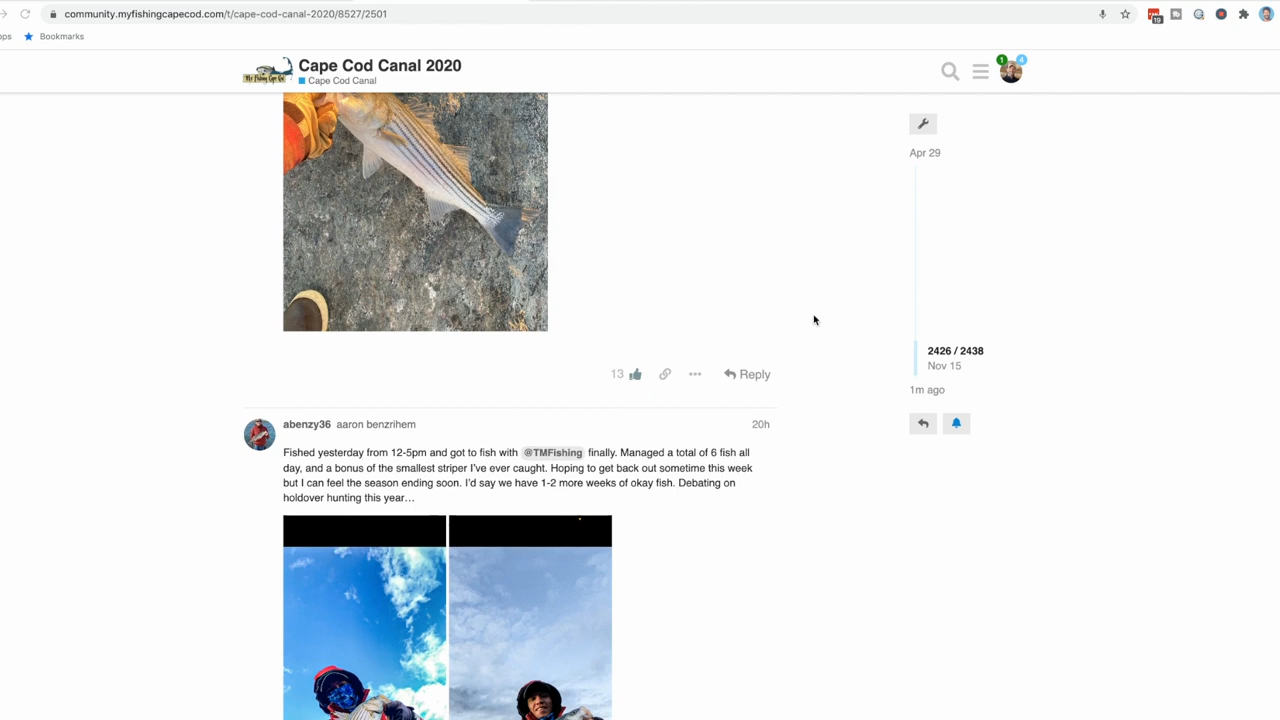 community.myfishingcapecod.com/t/cape-cod-canal-2020/8527/2501
19
Bookmarks
Cape Cod Canal 2020
Cape Cod Canal
1
4
Apr 29
2426 / 2438
Nov 15
1m ago
13
Reply
abenzy36 aaron benzrihem
20h
Fished yesterday from 12-5pm and got to fish with @TMFishing finally. Managed a total of 6 fish all
day, and a bonus of the smallest striper I've ever caught. Hoping to get back out sometime this week
but I can feel the season ending soon. I'd say we have 1-2 more weeks of okay fish. Debating on
holdover hunting this year…